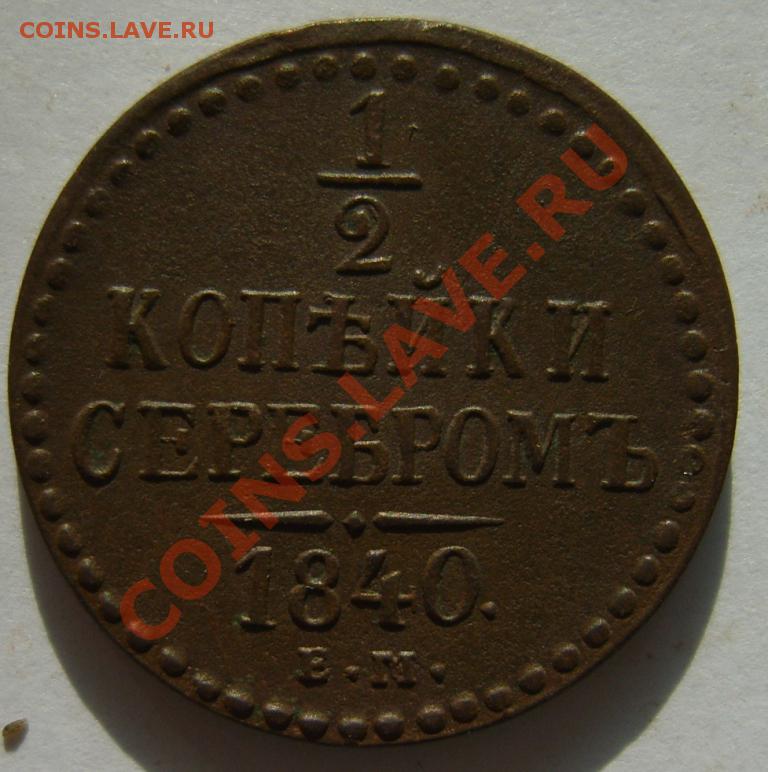 COINS.LAVE.RU
1
2
КОПѢЙКИ
СЕРЕБРОМЪ
1840.
Е.М.
COINS.LAVE.RU